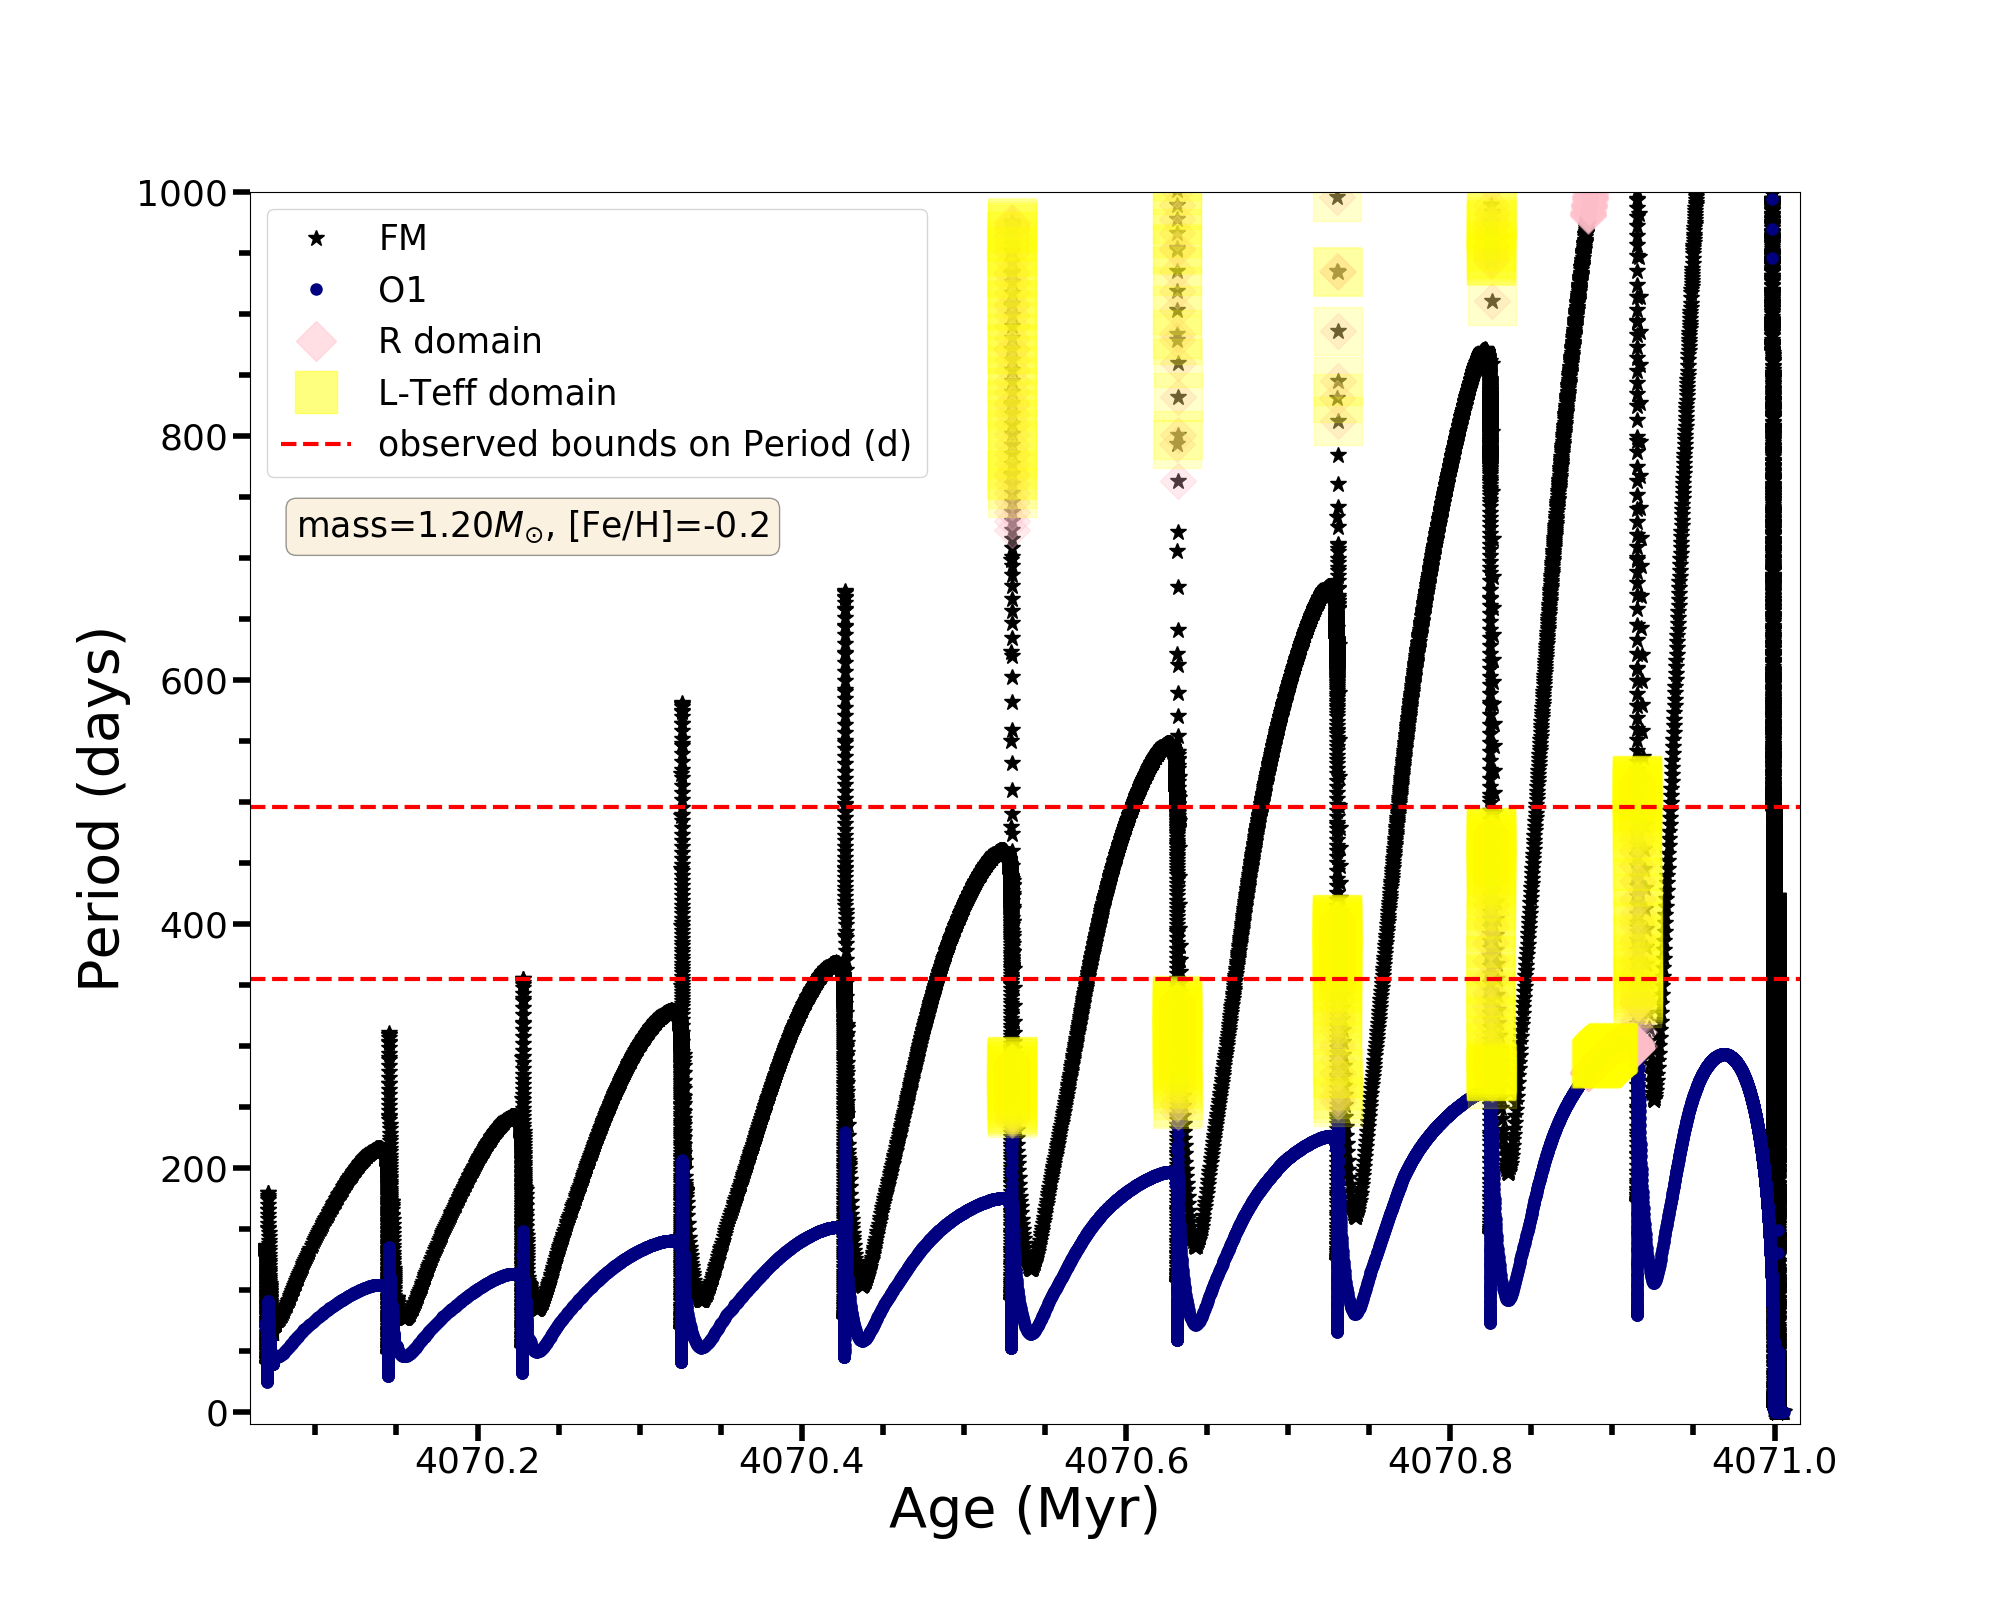 1000
800
600
400
200
0
Period (days)
FM
O1
R domain
L-Teff domain
observed bounds on Period (d)
mass=1.20M⊙, [Fe/H]=-0.2
4070.2 4070.4 4070.6 4070.8 4071.0
Age (Myr)